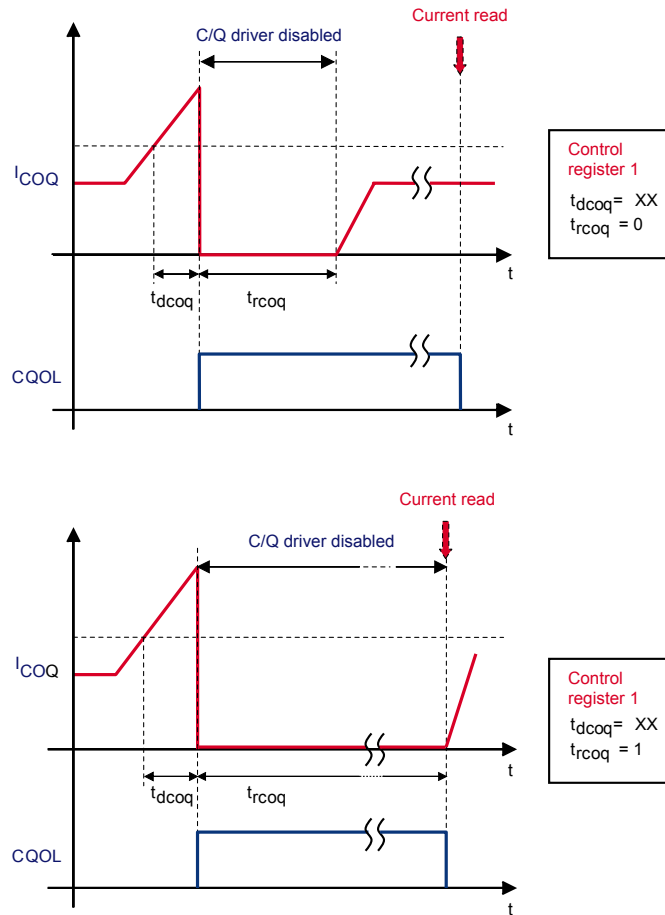 Current read
C/Q driver disabled
ICOQ
Control
register 1
tdcoq= XX
trcoq = 0
t
tdcoq
trcoq
CQOL
t
Current read
C/Q driver disabled
ICOQ
Control
register 1
tdcoq= XX
trcoq = 1
t
tdcoq
trcoq
CQOL
t